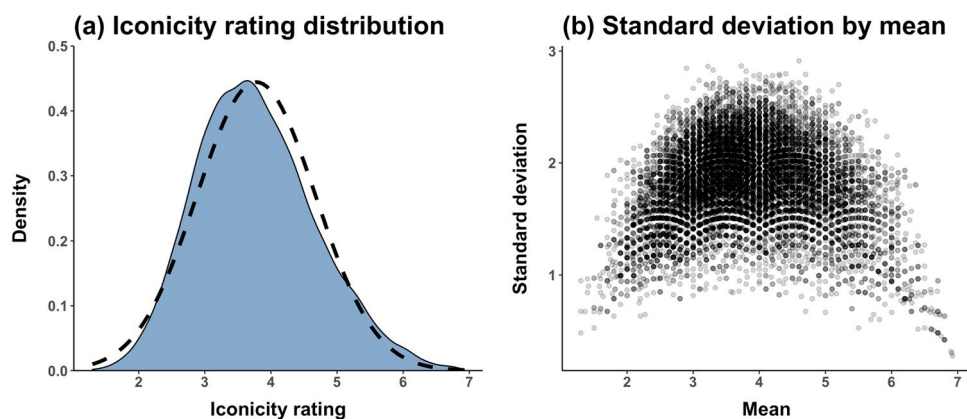 (a) Iconicity rating distribution
0.5
0.4
0.3
0.2
0.1
0.0
Density
2 3 4 5 6 7
Iconicity rating
(b) Standard deviation by mean
3
2
1
Standard deviation
2 3 4 5 6 7
Mean